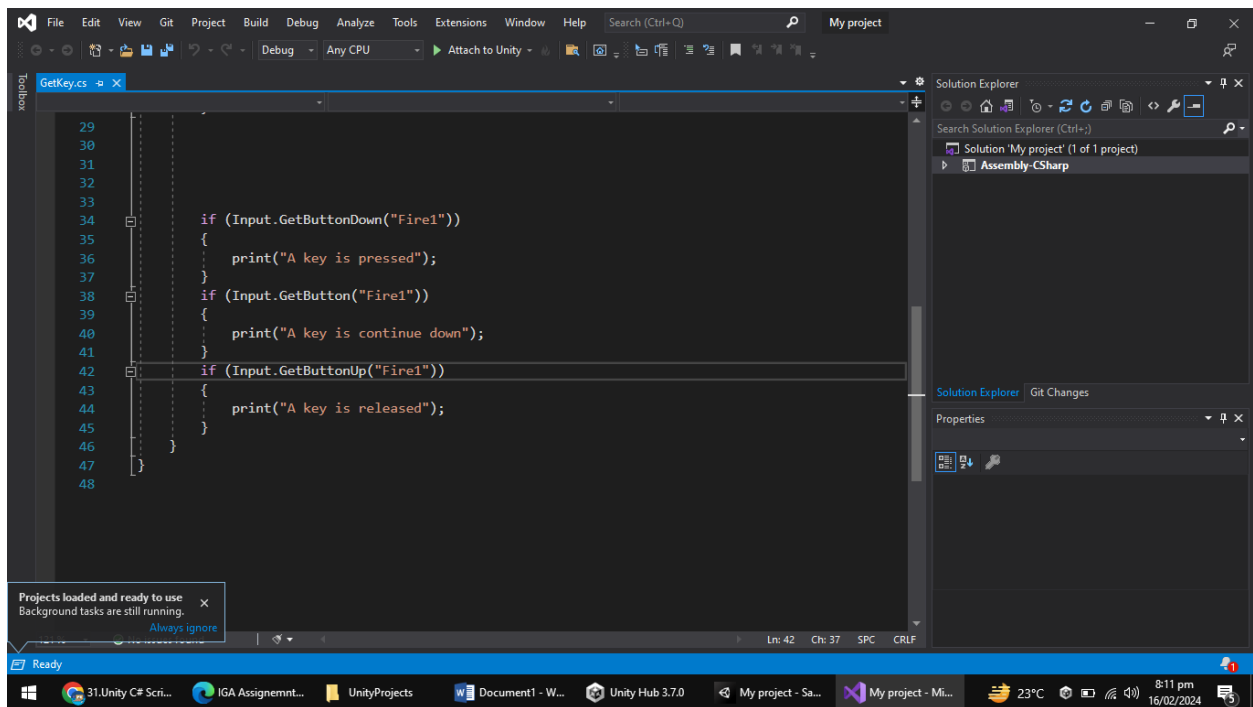 File Edit View Git Project Build Debug Analyze Tools Extensions Window Help Search (Ctrl+Q) My project
Debug Any CPU Attach to Unity
Toolbox
GetKey.cs
29
30
31
32
33
34 if (Input.GetButtonDown("Fire1"))
35 {
36 print("A key is pressed");
37 }
38 if (Input.GetButton("Fire1"))
39 {
40 print("A key is continue down");
41 }
42 if (Input.GetButtonUp("Fire1"))
43 {
44 print("A key is released");
45 }
46 }
47 }
48
Solution Explorer
Search Solution Explorer (Ctrl+;)
Solution 'My project' (1 of 1 project)
Assembly-CSharp
Solution Explorer Git Changes
Properties
Projects loaded and ready to use
Background tasks are still running.
Always ignore
Ln: 42 Ch: 37 SPC CRLF
Ready
1
31.Unity C# Scri... IGA Assignemnt... UnityProjects Document1 - W... Unity Hub 3.7.0 My project - Sa... My project - Mi... 23°C 8:11 pm
16/02/2024
5